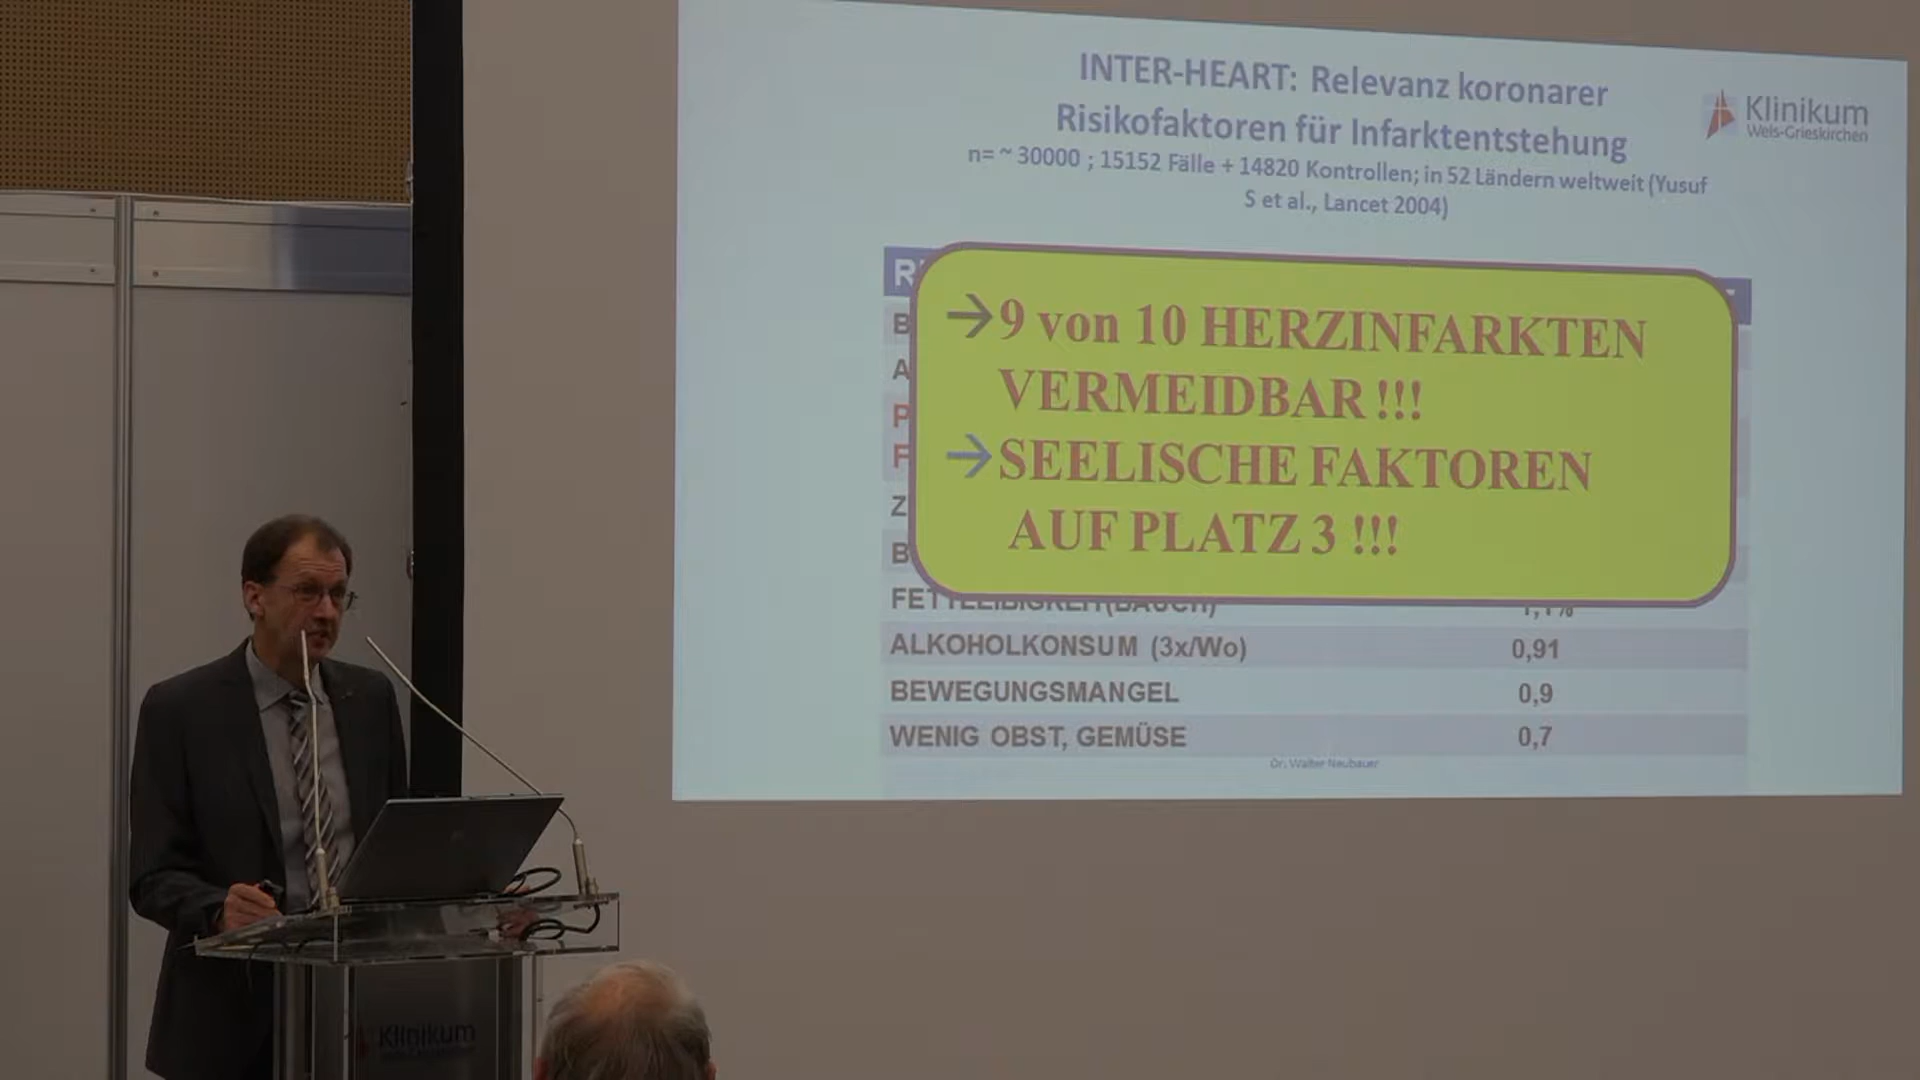 INTER-HEART: Relevanz koronarer
Risikofaktoren für Infarktentstehung
n= ~ 30000 ; 15152 Fälle + 14820 Kontrollen; in 52 Ländern weltweit (Yusuf
S et al., Lancet 2004)
Klinikum
Wels-Grieskirchen
→9 von 10 HERZINFARKTEN
VERMEIDBAR !!!
→SEELISCHE FAKTOREN
AUF PLATZ 3 !!!
FETTLEIBIGKEIT(BAUCH) 1,1%
ALKOHOLKONSUM (3x/Wo) 0,91
BEWEGUNGSMANGEL 0,9
WENIG OBST, GEMÜSE 0,7
Dr. Walter Neubauer
Klinikum